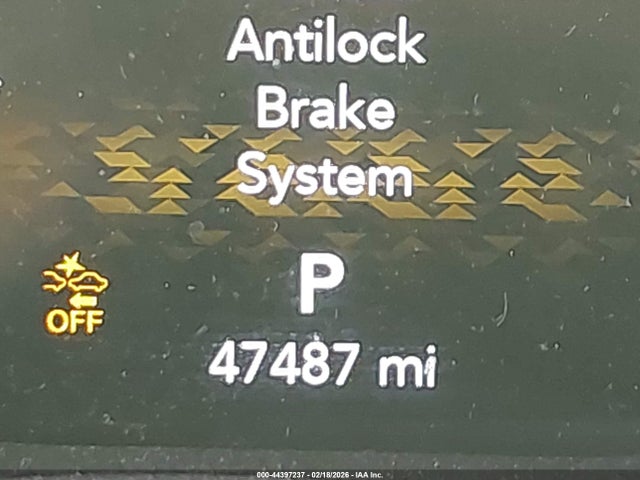 Antilock
Brake
System
P
OFF
47487 mi
000-44397237 - 02/18/2026 - IAA Inc.